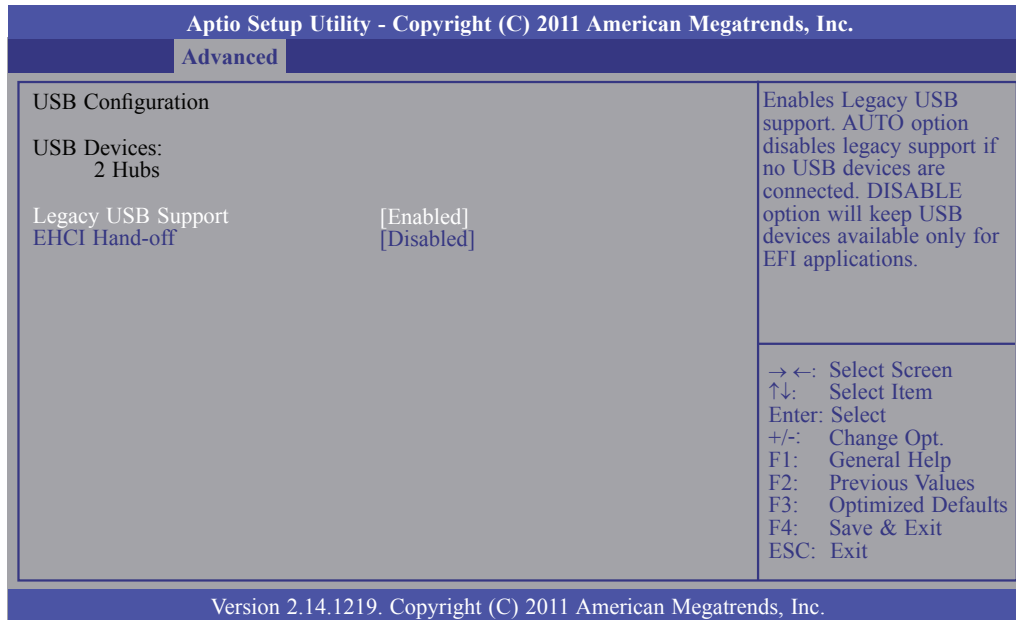 Aptio Setup Utility - Copyright (C) 2011 American Megatrends, Inc.
Advanced
USB Configuration
USB Devices:
2 Hubs
Legacy USB Support [Enabled]
EHCI Hand-off [Disabled]
Enables Legacy USB
support. AUTO option
disables legacy support if
no USB devices are
connected. DISABLE
option will keep USB
devices available only for
EFI applications.
→ ←: Select Screen
↑↓: Select Item
Enter: Select
+/-: Change Opt.
F1: General Help
F2: Previous Values
F3: Optimized Defaults
F4: Save & Exit
ESC: Exit
Version 2.14.1219. Copyright (C) 2011 American Megatrends, Inc.